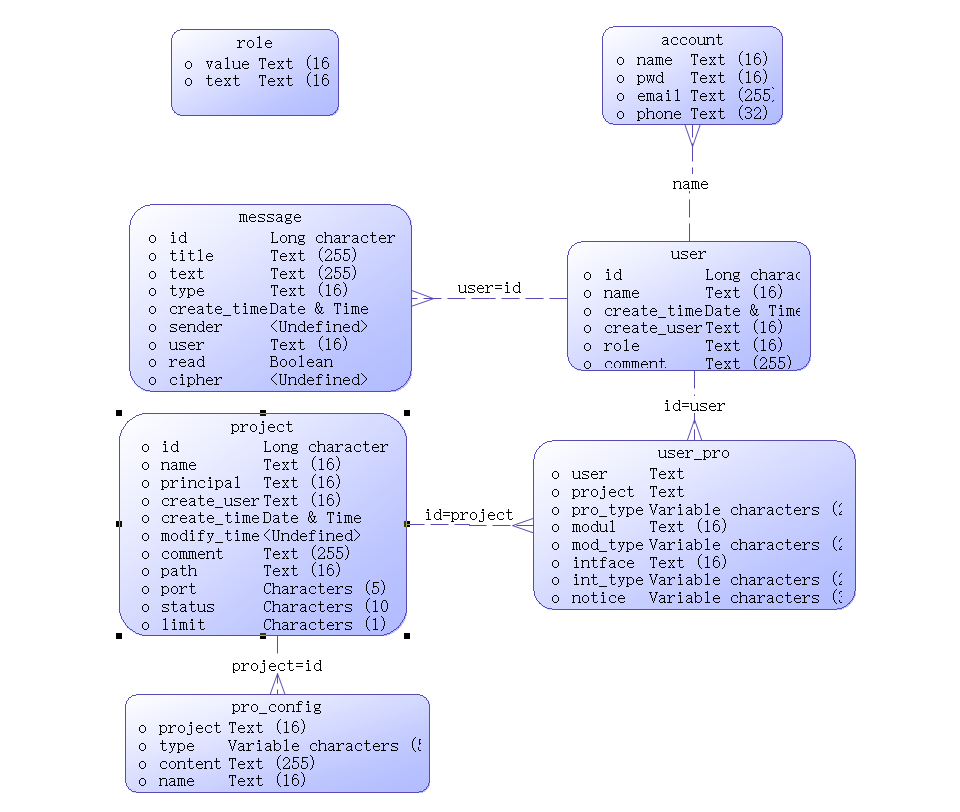 role
o value Text (16
o text Text (16
account
o name Text (16)
o pwd Text (16)
o email Text (255)
o phone Text (32)
name
message
o id Long character
o title Text (255)
o text Text (255)
o type Text (16)
o create_time Date & Time
o sender <Undefined>
o user Text (16)
o read Boolean
o cipher <Undefined>
user=id
user
o id Long charac
o name Text (16)
o create_time Date & Time
o create_user Text (16)
o role Text (16)
o comment Text (255)
id=user
project
o id Long character
o name Text (16)
o principal Text (16)
o create_user Text (16)
o create_time Date & Time
o modify_time <Undefined>
o comment Text (255)
o path Text (16)
o port Characters (5)
o status Characters (10
o limit Characters (1)
id=project
user_pro
o user Text
o project Text
o pro_type Variable characters (2
o modul Text (16)
o mod_type Variable characters (2
o intface Text (16)
o int_type Variable characters (2
o notice Variable characters (3
project=id
pro_config
o project Text (16)
o type Variable characters (5
o content Text (255)
o name Text (16)